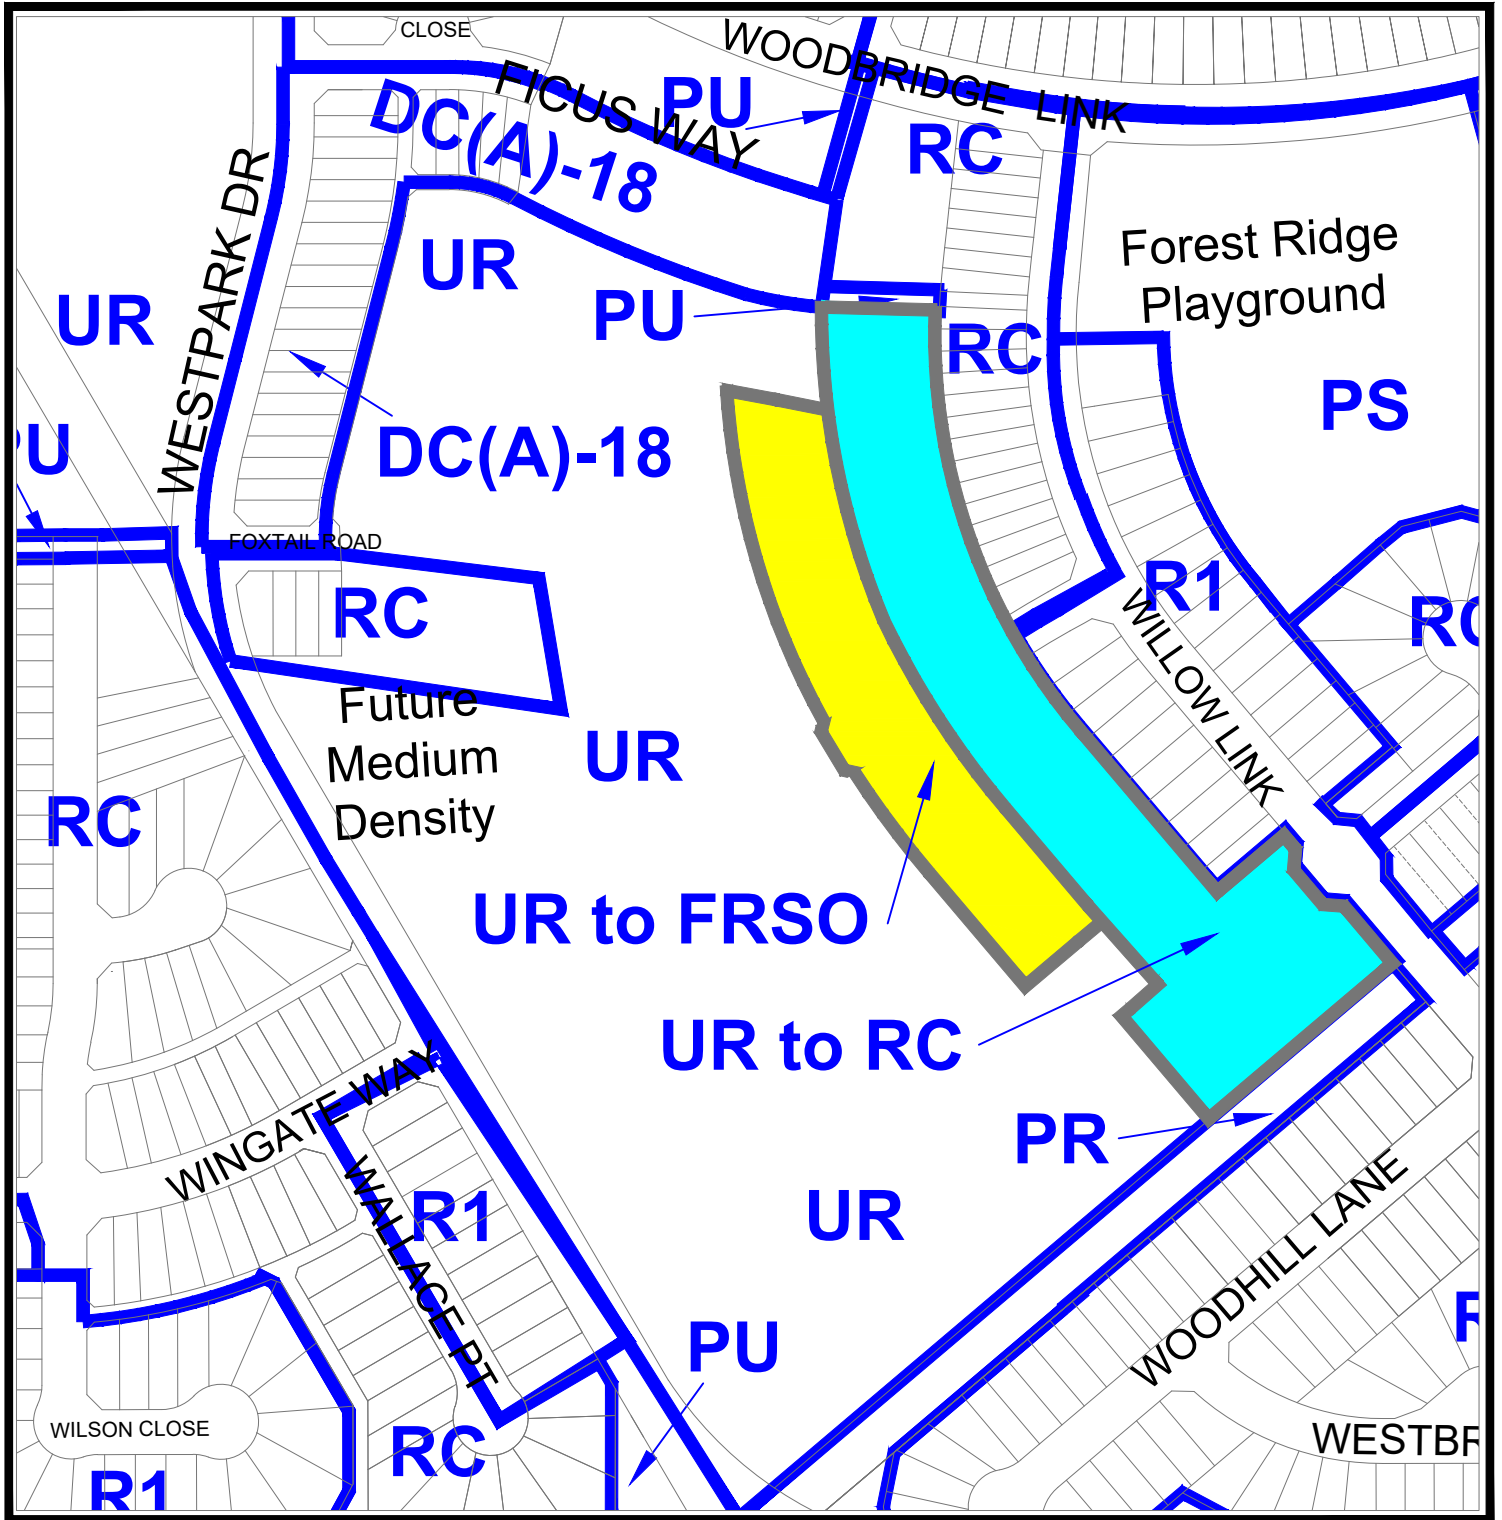 CLOSE
WOODBRIDGE LINK
FICUS WAY
PU
DC(A)-18
RC
WESTPARK DR
Forest Ridge
Playground
UR
UR
PU
RC
PS
PU
DC(A)-18
FOXTAIL ROAD
RC
R1
WILLOW LINK
Future
Medium
Density
UR
RC
UR to FRSO
UR to RC
WINGATE WAY
PR
WALLACE PT
R1
UR
WOODHILL LANE
PU
WILSON CLOSE
RC
WESTBR
R1